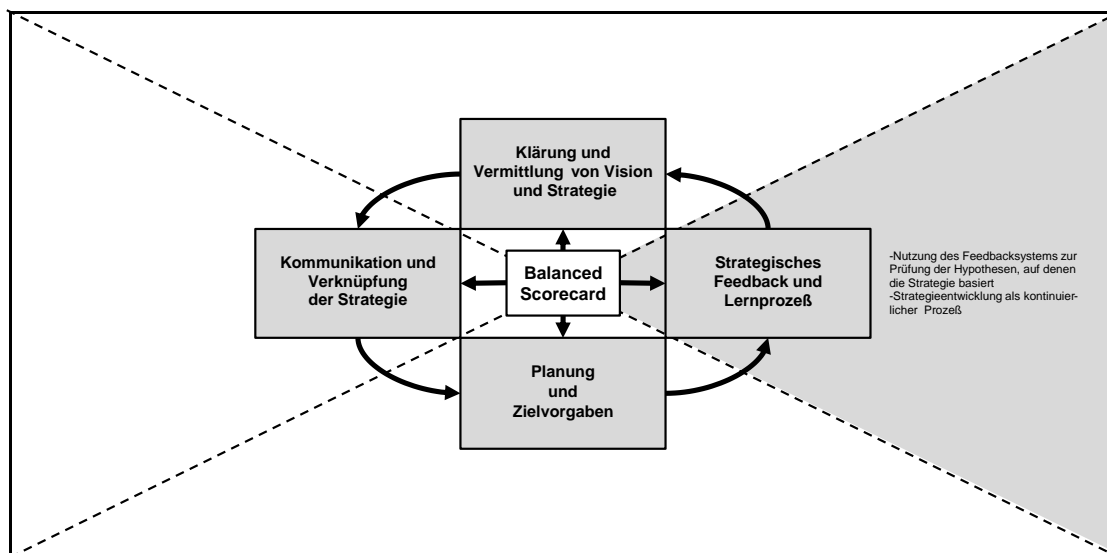 Klärung und
Vermittlung von Vision
und Strategie
Kommunikation und
Verknüpfung
der Strategie
Balanced
Scorecard
Strategisches
Feedback und
Lernprozeß
-Nutzung des Feedbacksystems zur
Prüfung der Hypothesen, auf denen
die Strategie basiert
-Strategieentwicklung als kontinuier-
licher Prozeß
Planung
und
Zielvorgaben